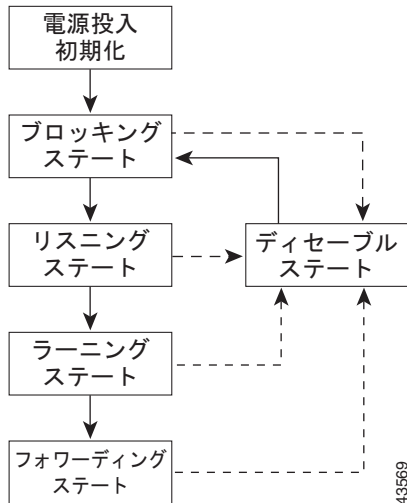 電源投入
初期化
ブロッキング
ステート
リスニング
ステート
ディセーブル
ステート
ラーニング
ステート
フォワーディング
ステート
43569